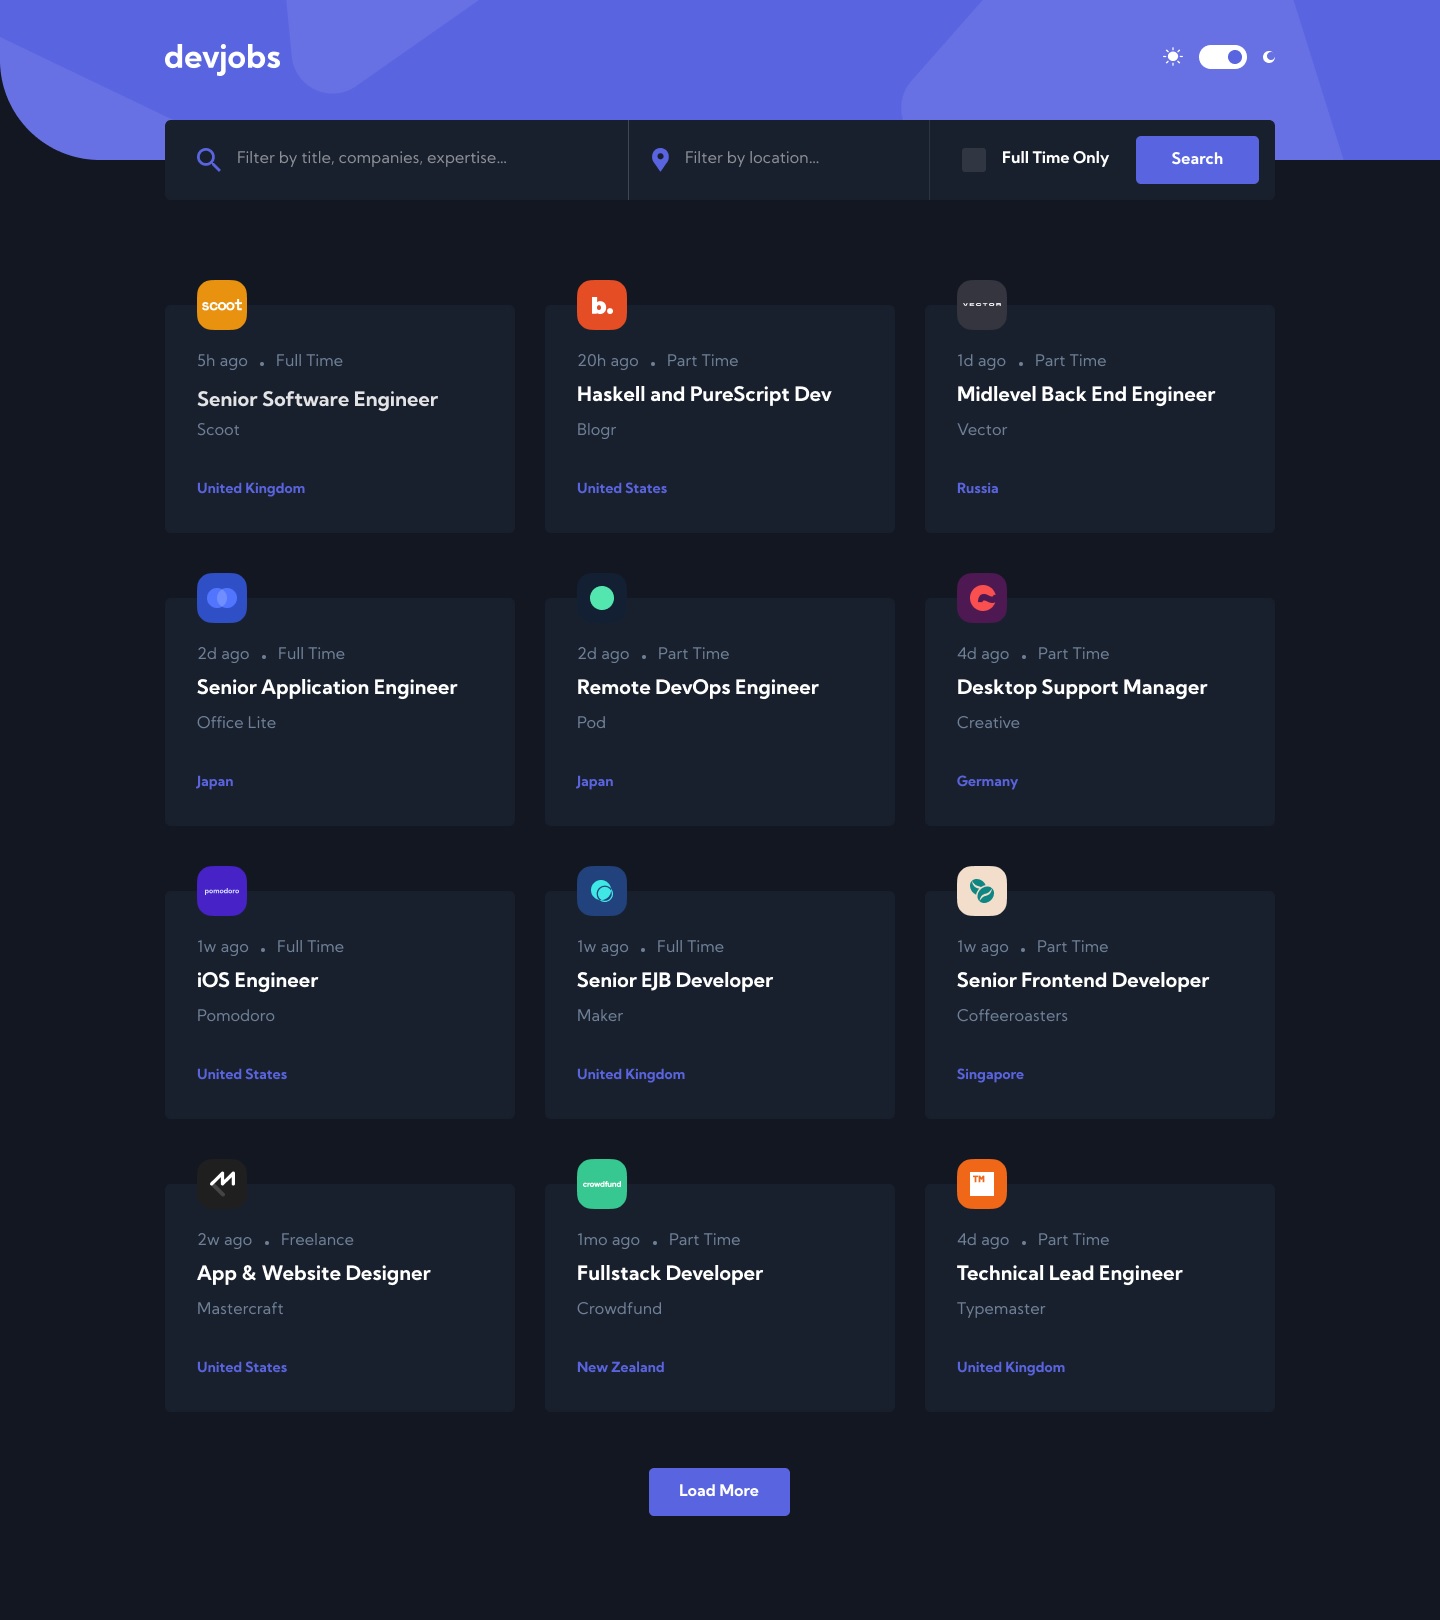 devjobs
Filter by title, companies, expertise…
Filter by location…
Full Time Only
Search
scoot
5h ago . Full Time
Senior Software Engineer
Scoot
United Kingdom
b.
20h ago . Part Time
Haskell and PureScript Dev
Blogr
United States
VECTOR
1d ago . Part Time
Midlevel Back End Engineer
Vector
Russia
2d ago . Full Time
Senior Application Engineer
Office Lite
Japan
2d ago . Part Time
Remote DevOps Engineer
Pod
Japan
4d ago . Part Time
Desktop Support Manager
Creative
Germany
pomodoro
1w ago . Full Time
iOS Engineer
Pomodoro
United States
1w ago . Full Time
Senior EJB Developer
Maker
United Kingdom
1w ago . Part Time
Senior Frontend Developer
Coffeeroasters
Singapore
2w ago . Freelance
App & Website Designer
Mastercraft
United States
crowdfund
1mo ago . Part Time
Fullstack Developer
Crowdfund
New Zealand
TM
4d ago . Part Time
Technical Lead Engineer
Typemaster
United Kingdom
Load More